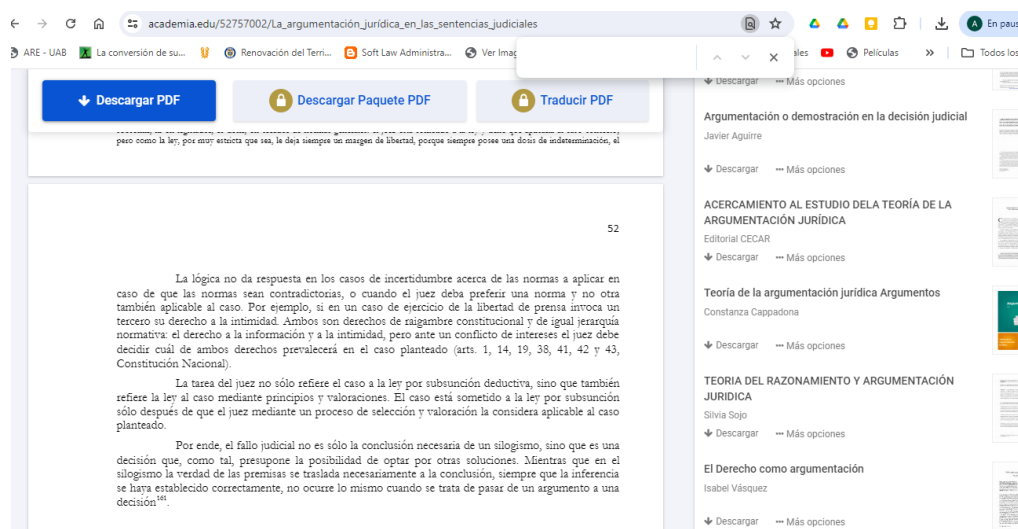 academia.edu/52757002/La_argumentación_jurídica_en_las_sentencias_judiciales
En paus
ARE - UAB
La conversión de su...
Renovación del Terri...
Soft Law Administra...
Ver Imag
ales
Películas
»
Todos los
Descargar PDF
Descargar Paquete PDF
Traducir PDF
pero como la ley, por muy estricta que sea, le deja siempre un margen de libertad, porque siempre posee una dosis de indeterminación, el
52
La lógica no da respuesta en los casos de incertidumbre acerca de las normas a aplicar en
caso de que las normas sean contradictorias, o cuando el juez deba preferir una norma y no otra
también aplicable al caso. Por ejemplo, si en un caso de ejercicio de la libertad de prensa invoca un
tercero su derecho a la intimidad. Ambos son derechos de raigambre constitucional y de igual jerarquía
normativa: el derecho a la información y a la intimidad, pero ante un conflicto de intereses el juez debe
decidir cuál de ambos derechos prevalecerá en el caso planteado (arts. 1, 14, 19, 38, 41, 42 y 43,
Constitución Nacional).
La tarea del juez no sólo refiere el caso a la ley por subsunción deductiva, sino que también
refiere la ley al caso mediante principios y valoraciones. El caso está sometido a la ley por subsunción
sólo después de que el juez mediante un proceso de selección y valoración la considera aplicable al caso
planteado.
Por ende, el fallo judicial no es sólo la conclusión necesaria de un silogismo, sino que es una
decisión que, como tal, presupone la posibilidad de optar por otras soluciones. Mientras que en el
silogismo la verdad de las premisas se traslada necesariamente a la conclusión, siempre que la inferencia
se haya establecido correctamente, no ocurre lo mismo cuando se trata de pasar de un argumento a una
decisión161.
Descargar ••• Más opciones
Argumentación o demostración en la decisión judicial
Javier Aguirre
Descargar ••• Más opciones
ACERCAMIENTO AL ESTUDIO DELA TEORÍA DE LA
ARGUMENTACIÓN JURÍDICA
Editorial CECAR
Descargar ••• Más opciones
Teoría de la argumentación jurídica Argumentos
Constanza Cappadona
Descargar ••• Más opciones
TEORIA DEL RAZONAMIENTO Y ARGUMENTACIÓN
JURIDICA
Silvia Sojo
Descargar ••• Más opciones
El Derecho como argumentación
Isabel Vásquez
Descargar ••• Más opciones